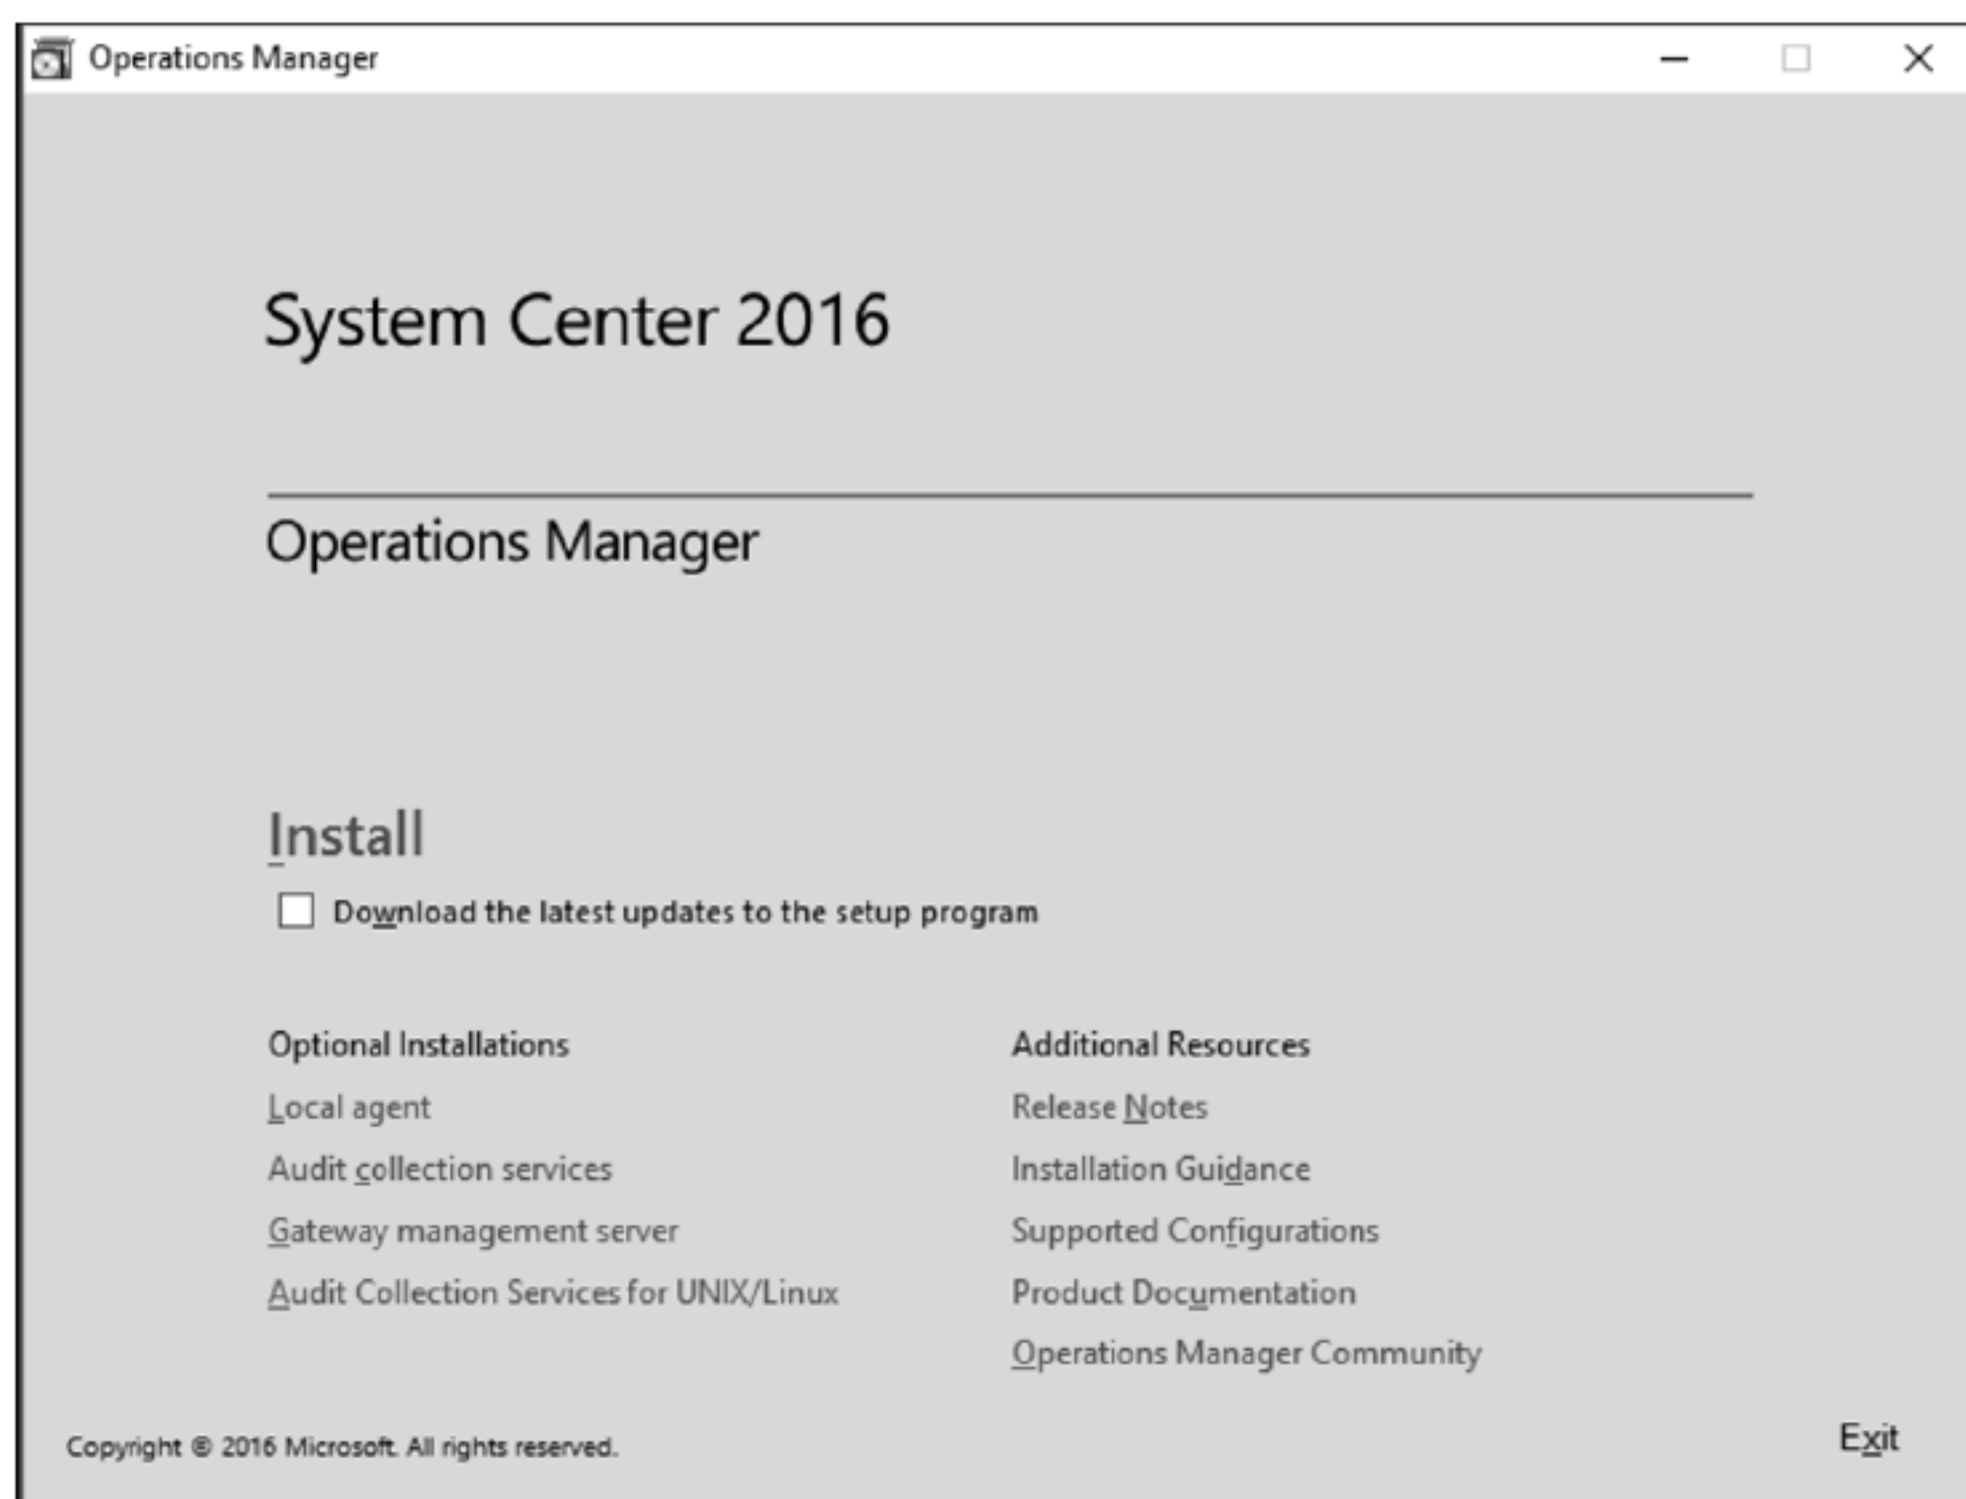 Operations Manager
System Center 2016
Operations Manager
Install
Download the latest updates to the setup program
Optional Installations
Local agent
Audit collection services
Gateway management server
Audit Collection Services for UNIX/Linux
Additional Resources
Release Notes
Installation Guidance
Supported Configurations
Product Documentation
Operations Manager Community
Copyright © 2016 Microsoft. All rights reserved.
Exit